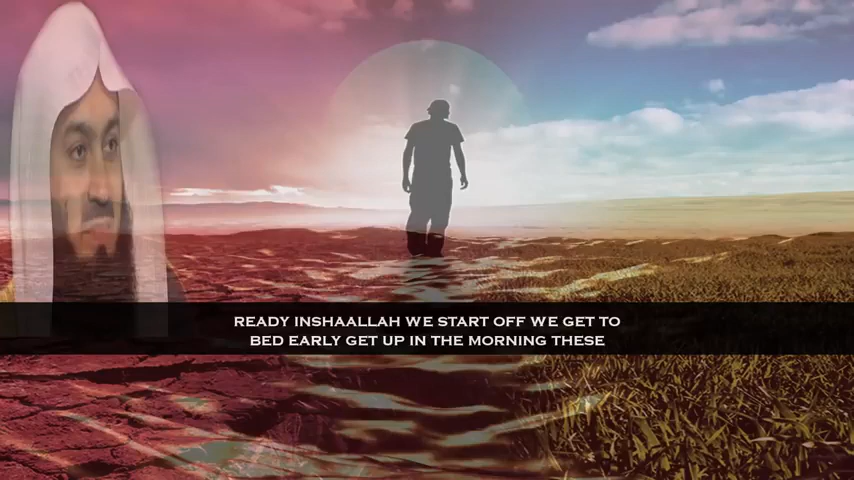 READY INSHAALLAH WE START OFF WE GET TO
BED EARLY GET UP IN THE MORNING THESE